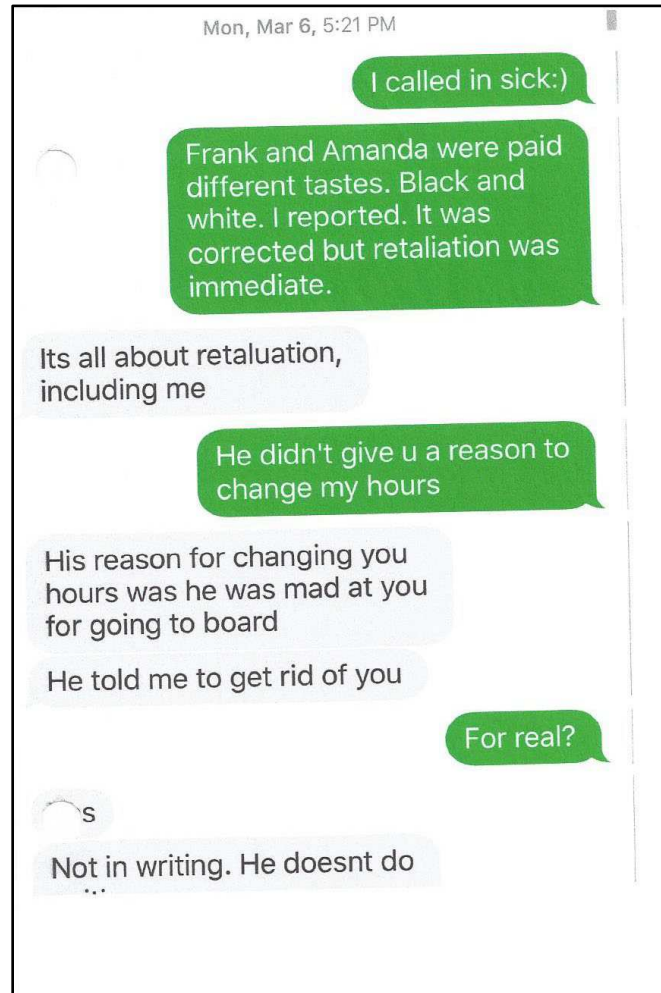 Mon, Mar 6, 5:21 PM
I called in sick:)
Frank and Amanda were paid
different tastes. Black and
white. I reported. It was
corrected but retaliation was
immediate.
Its all about retaluation,
including me
He didn't give u a reason to
change my hours
His reason for changing you
hours was he was mad at you
for going to board
He told me to get rid of you
For real?
s
Not in writing. He doesnt do